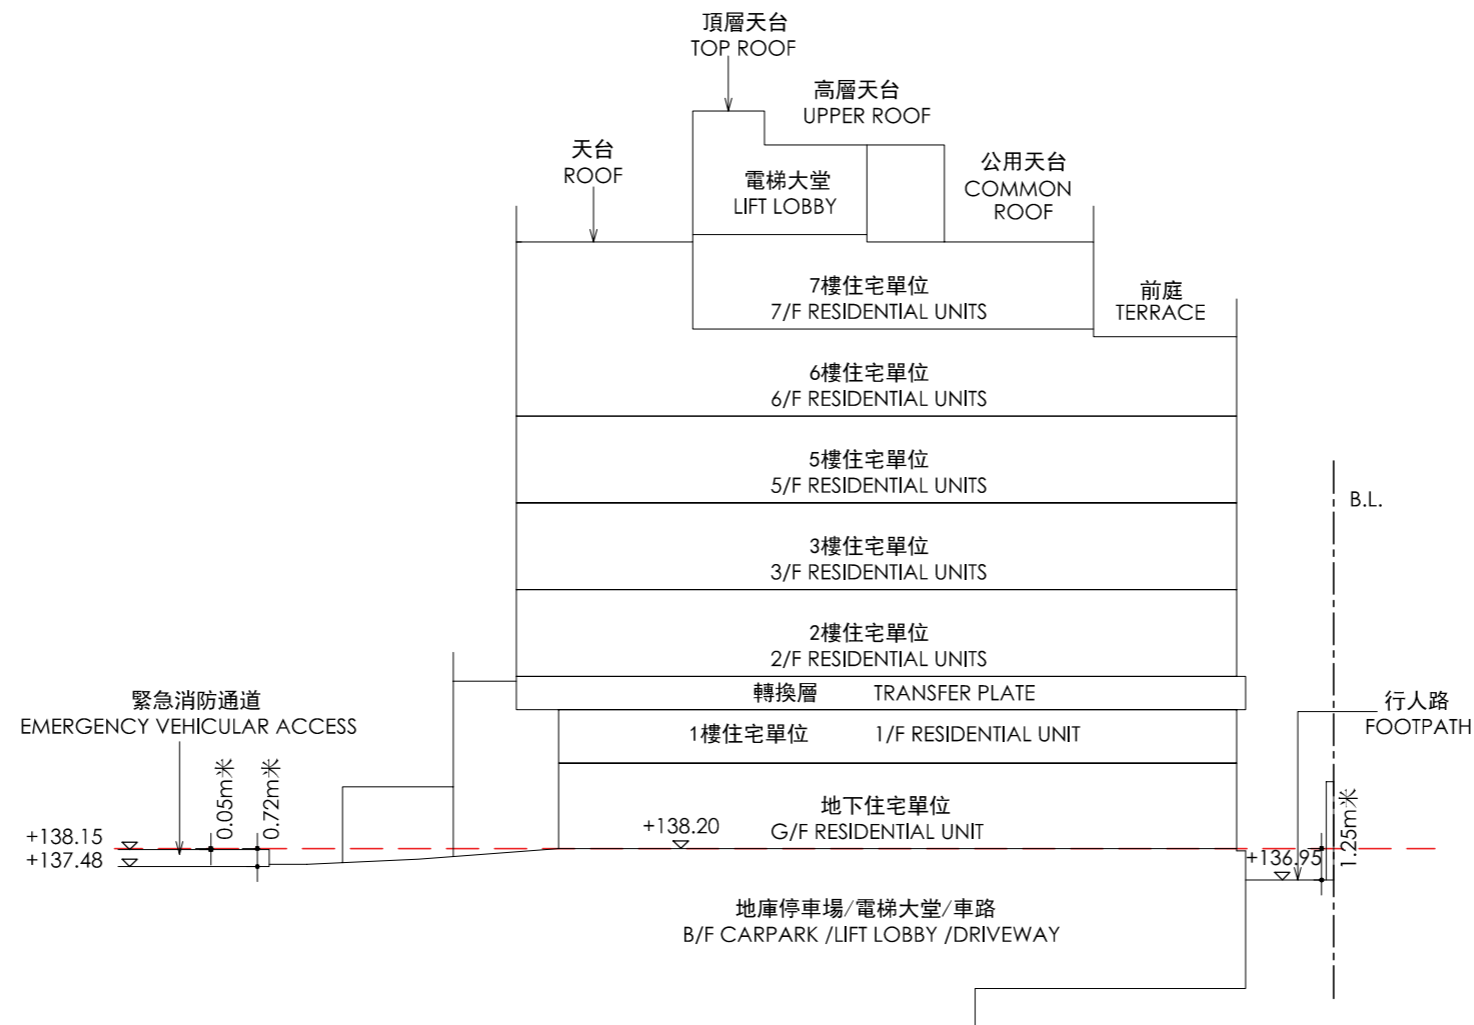 頂層天台
TOP ROOF
高層天台
UPPER ROOF
天台
ROOF
公用天台
COMMON
ROOF
電梯大堂
LIFT LOBBY
7樓住宅單位
7/F RESIDENTIAL UNITS
前庭
TERRACE
6樓住宅單位
6/F RESIDENTIAL UNITS
5樓住宅單位
5/F RESIDENTIAL UNITS
B.L.
3樓住宅單位
3/F RESIDENTIAL UNITS
2樓住宅單位
2/F RESIDENTIAL UNITS
轉換層 TRANSFER PLATE
緊急消防通道
EMERGENCY VEHICULAR ACCESS
行人路
FOOTPATH
1樓住宅單位 1/F RESIDENTIAL UNIT
0.05m米
0.72m米
地下住宅單位
G/F RESIDENTIAL UNIT
+138.20
+138.15
+137.48
+136.95
1.25m米
地庫停車場/電梯大堂/車路
B/F CARPARK /LIFT LOBBY /DRIVEWAY